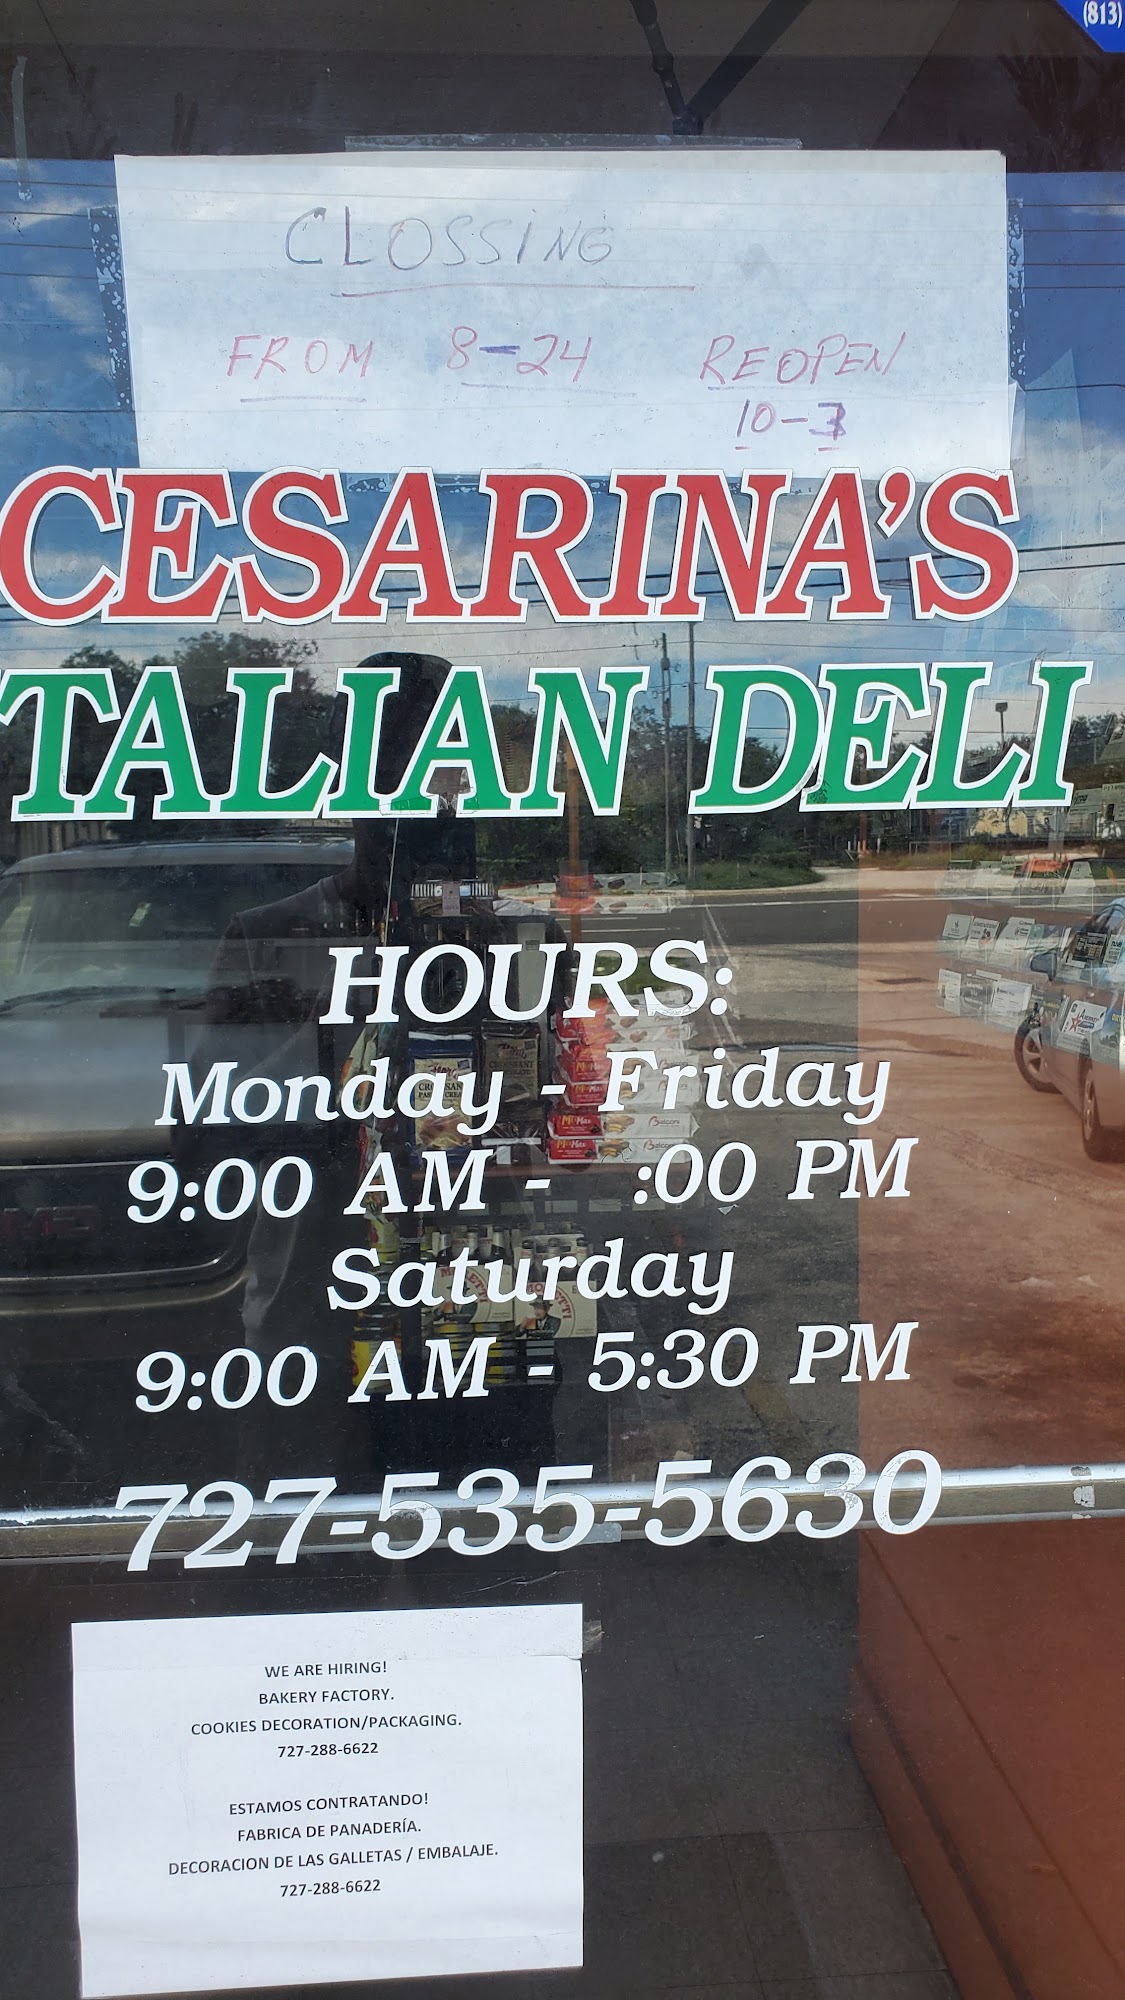 (813)
CLOSSING
FROM 8-24 REOPEN
10-3
CESARINA'S
TALIAN DELI
HOURS:
Monday - Friday
9:00 AM - :00 PM
Saturday
9:00 AM - 5:30 PM
727-535-5630
WE ARE HIRING!
BAKERY FACTORY.
COOKIES DECORATION/PACKAGING.
727-288-6622
ESTAMOS CONTRATANDO!
FABRICA DE PANADERÍA.
DECORACION DE LAS GALLETAS / EMBALAJE.
727-288-6622